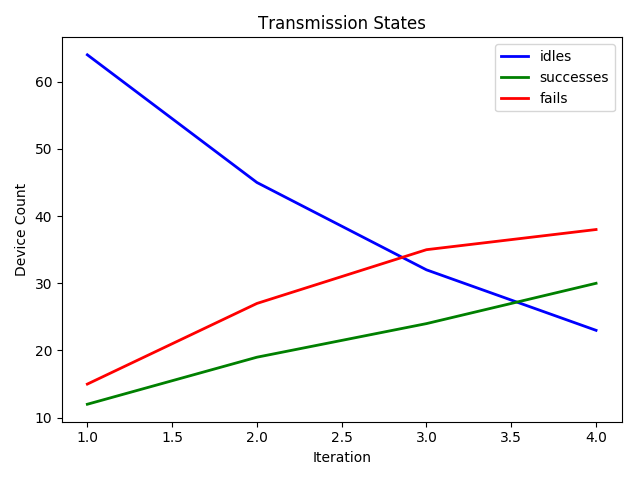 Transmission States
idles
successes
fails
60
50
40
30
20
10
Device Count
1.0 1.5 2.0 2.5 3.0 3.5 4.0
Iteration